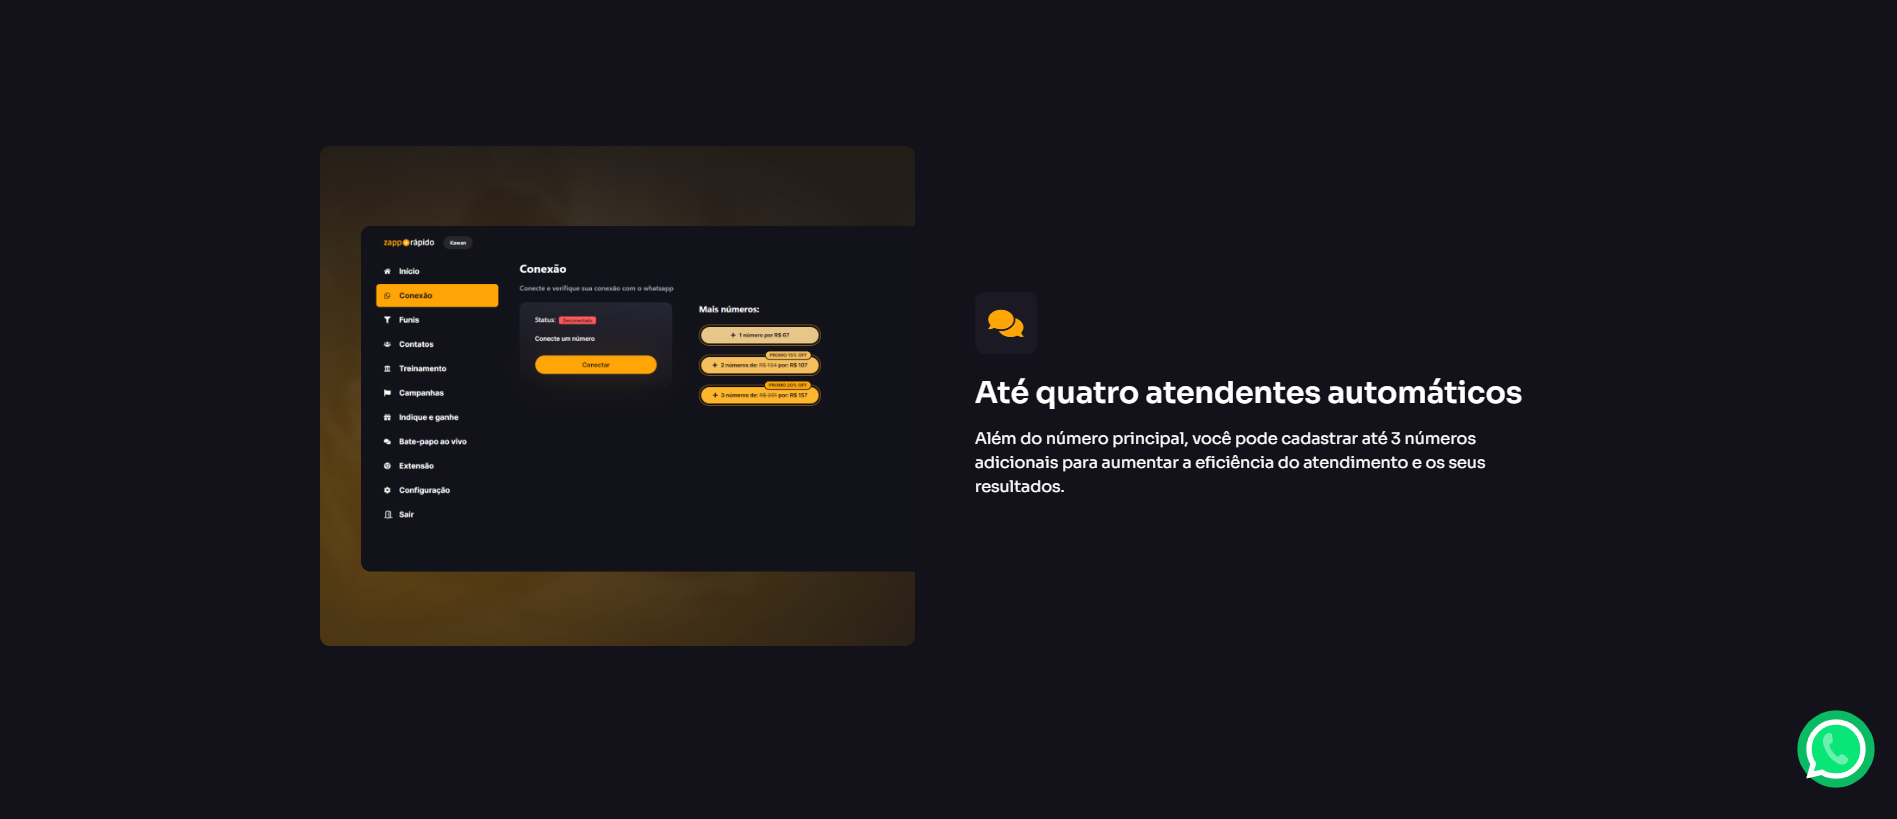 zapp rápido
Kawan
Início
Conexão
Funis
Contatos
Treinamento
Campanhas
Indique e ganhe
Bate-papo ao vivo
Extensão
Configuração
Sair
Conexão
Conecte e verifique sua conexão com o whatsapp
Status: Desconectado
Conecte um número
Conectar
Mais números:
+ 1 número por R$ 67
PROMO 15% OFF
+ 2 números de: R$ 134 por: R$ 107
PROMO 20% OFF
+ 3 números de: R$ 201 por: R$ 157
Até quatro atendentes automáticos
Além do número principal, você pode cadastrar até 3 números
adicionais para aumentar a eficiência do atendimento e os seus
resultados.